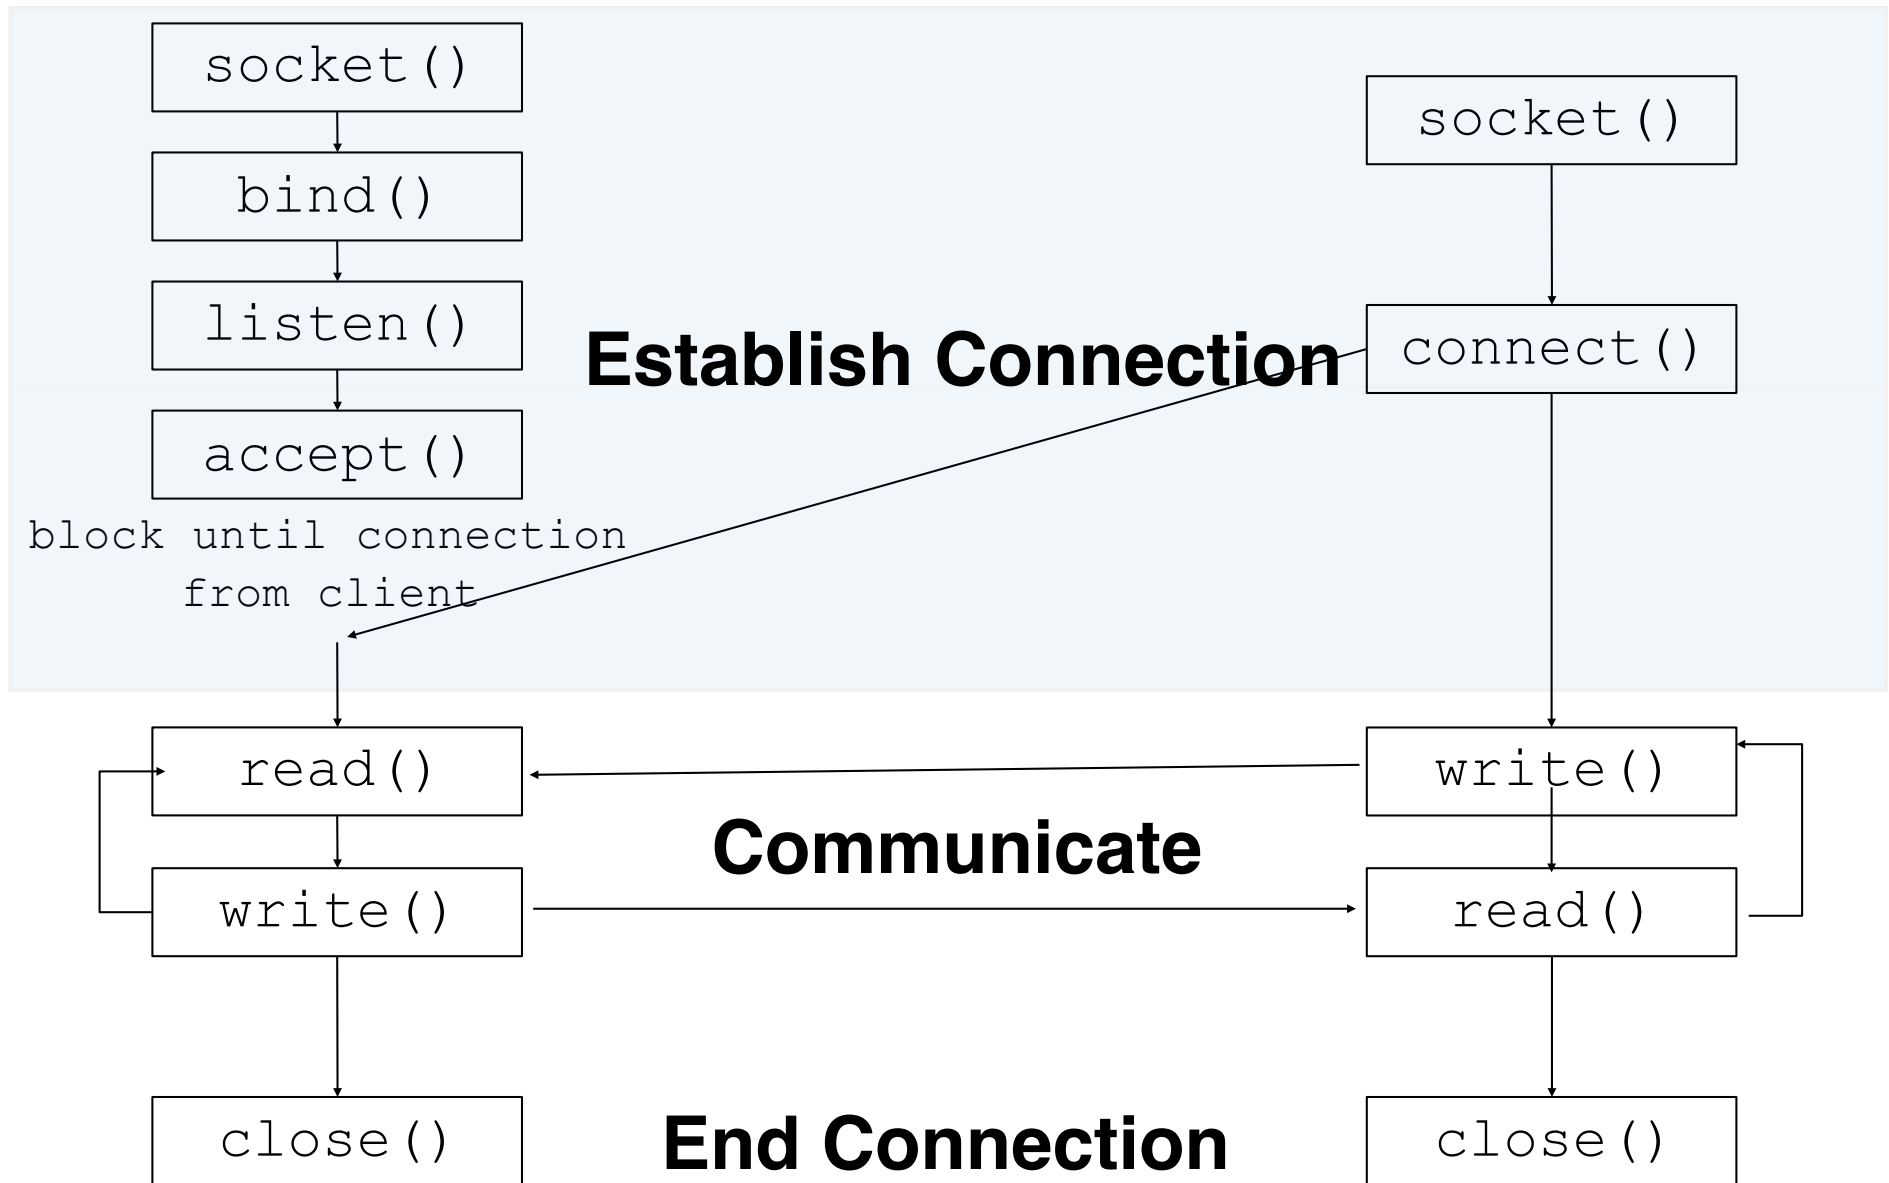 socket()
socket()
bind()
listen()
Establish Connection
connect()
accept()
block until connection
from client
read()
write()
Communicate
write()
read()
close()
End Connection
close()